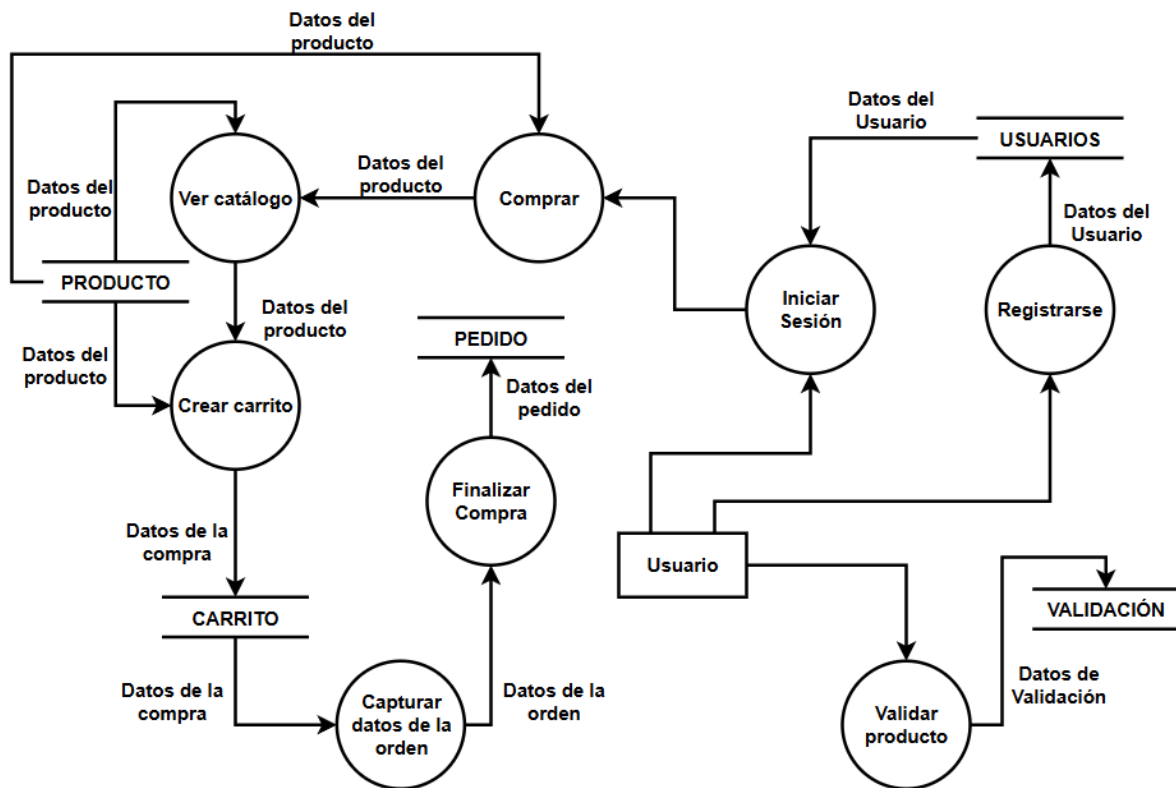 Datos del
producto
Datos del
Usuario
USUARIOS
Datos del
producto
Ver catálogo
Datos del
producto
Comprar
Datos del
Usuario
PRODUCTO
Datos del
producto
Iniciar
Sesión
Registrarse
PEDIDO
Datos del
producto
Crear carrito
Datos del
pedido
Finalizar
Compra
Datos de la
compra
Usuario
CARRITO
VALIDACIÓN
Datos de la
compra
Capturar
datos de la
orden
Datos de la
orden
Validar
producto
Datos de
Validación